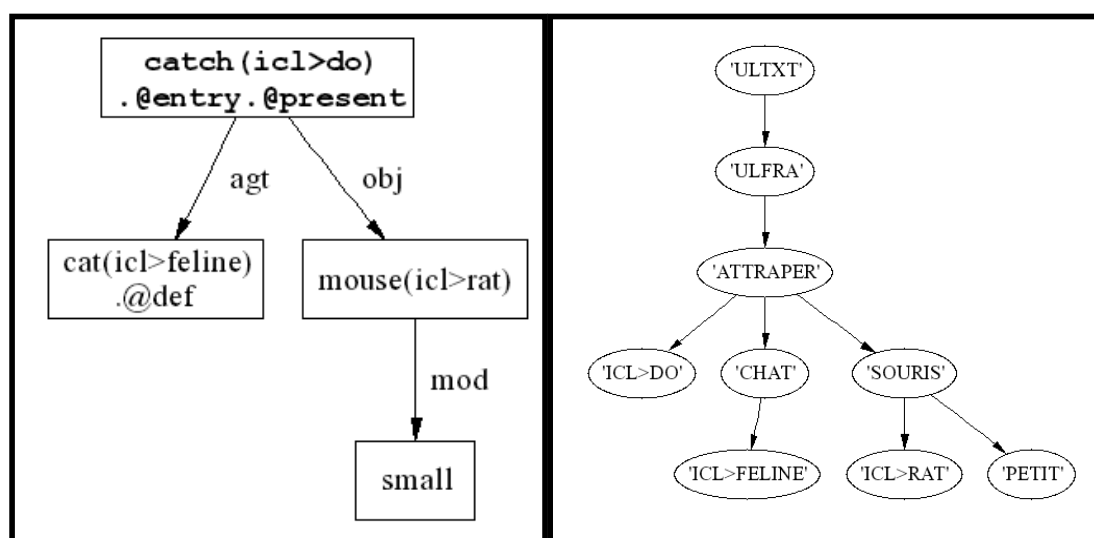 catch(icl>do)
.@entry.@present
agt
obj
cat(icl>feline)
.@def
mouse(icl>rat)
mod
small
'ULTXT'
'ULFRA'
'ATTRAPER'
'ICL>DO'
'CHAT'
'SOURIS'
'ICL>FELINE'
'ICL>RAT'
'PETIT'